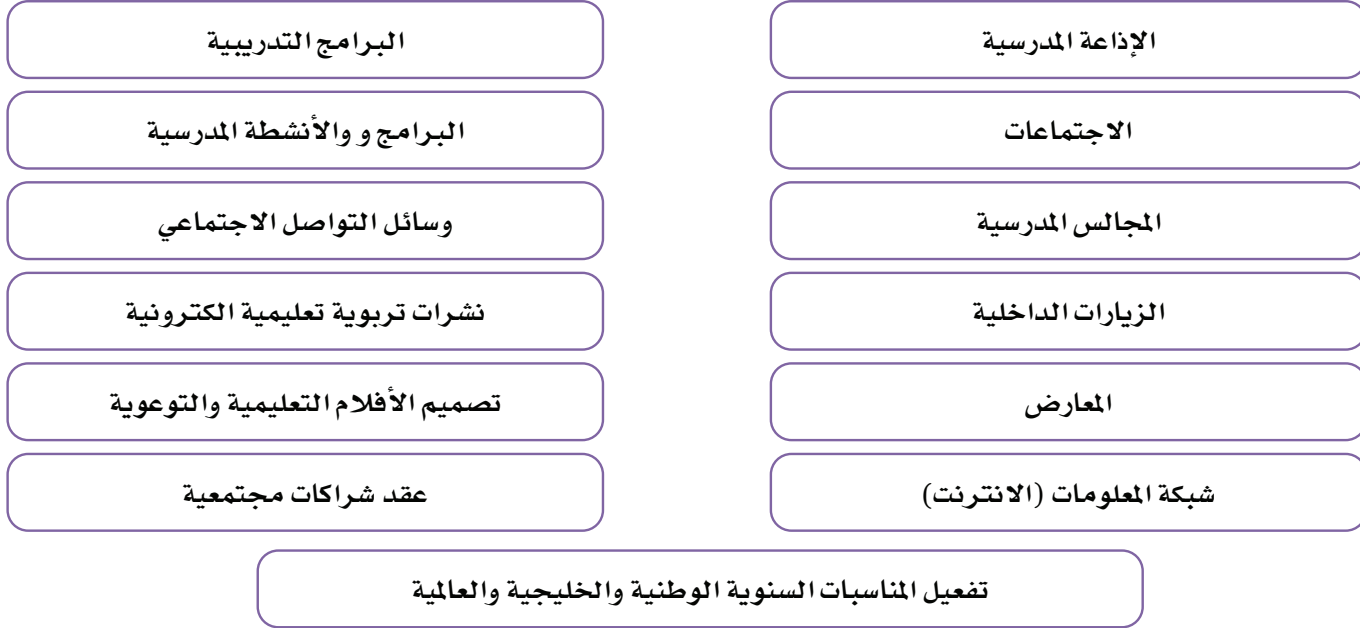 الإذاعة المدرسية
البرامج التدريبية
الاجتماعات
البرامج و والأنشطة المدرسية
المجالس المدرسية
وسائل التواصل الاجتماعي
الزيارات الداخلية
نشرات تربوية تعليمية الكترونية
المعارض
تصميم الأفلام التعليمية والتوعوية
شبكة المعلومات (الانترنت)
عقد شراكات مجتمعية
تفعيل المناسبات السنوية الوطنية والخليجية والعالمية